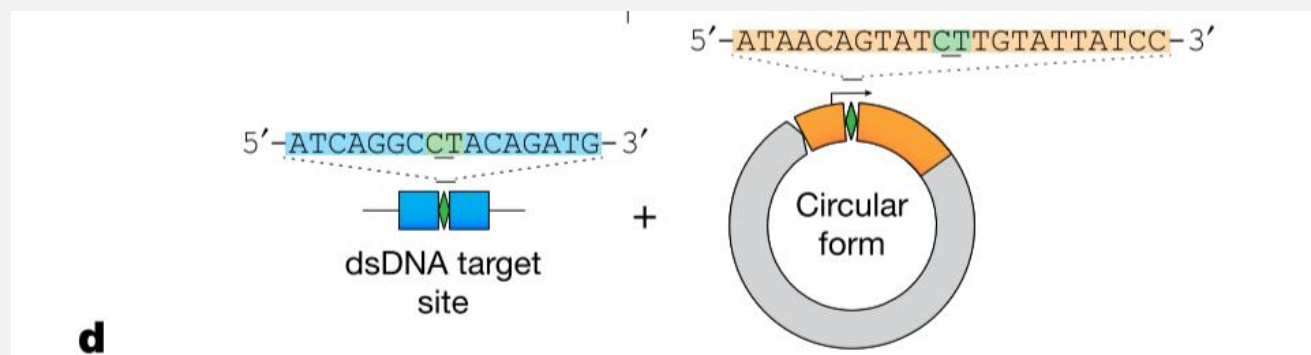 5′-ATAACAGTATCTTGTATTATCC-3′
5′-ATCAGGCCTACAGATG-3′
+
Circular
form
dsDNA target
site
d